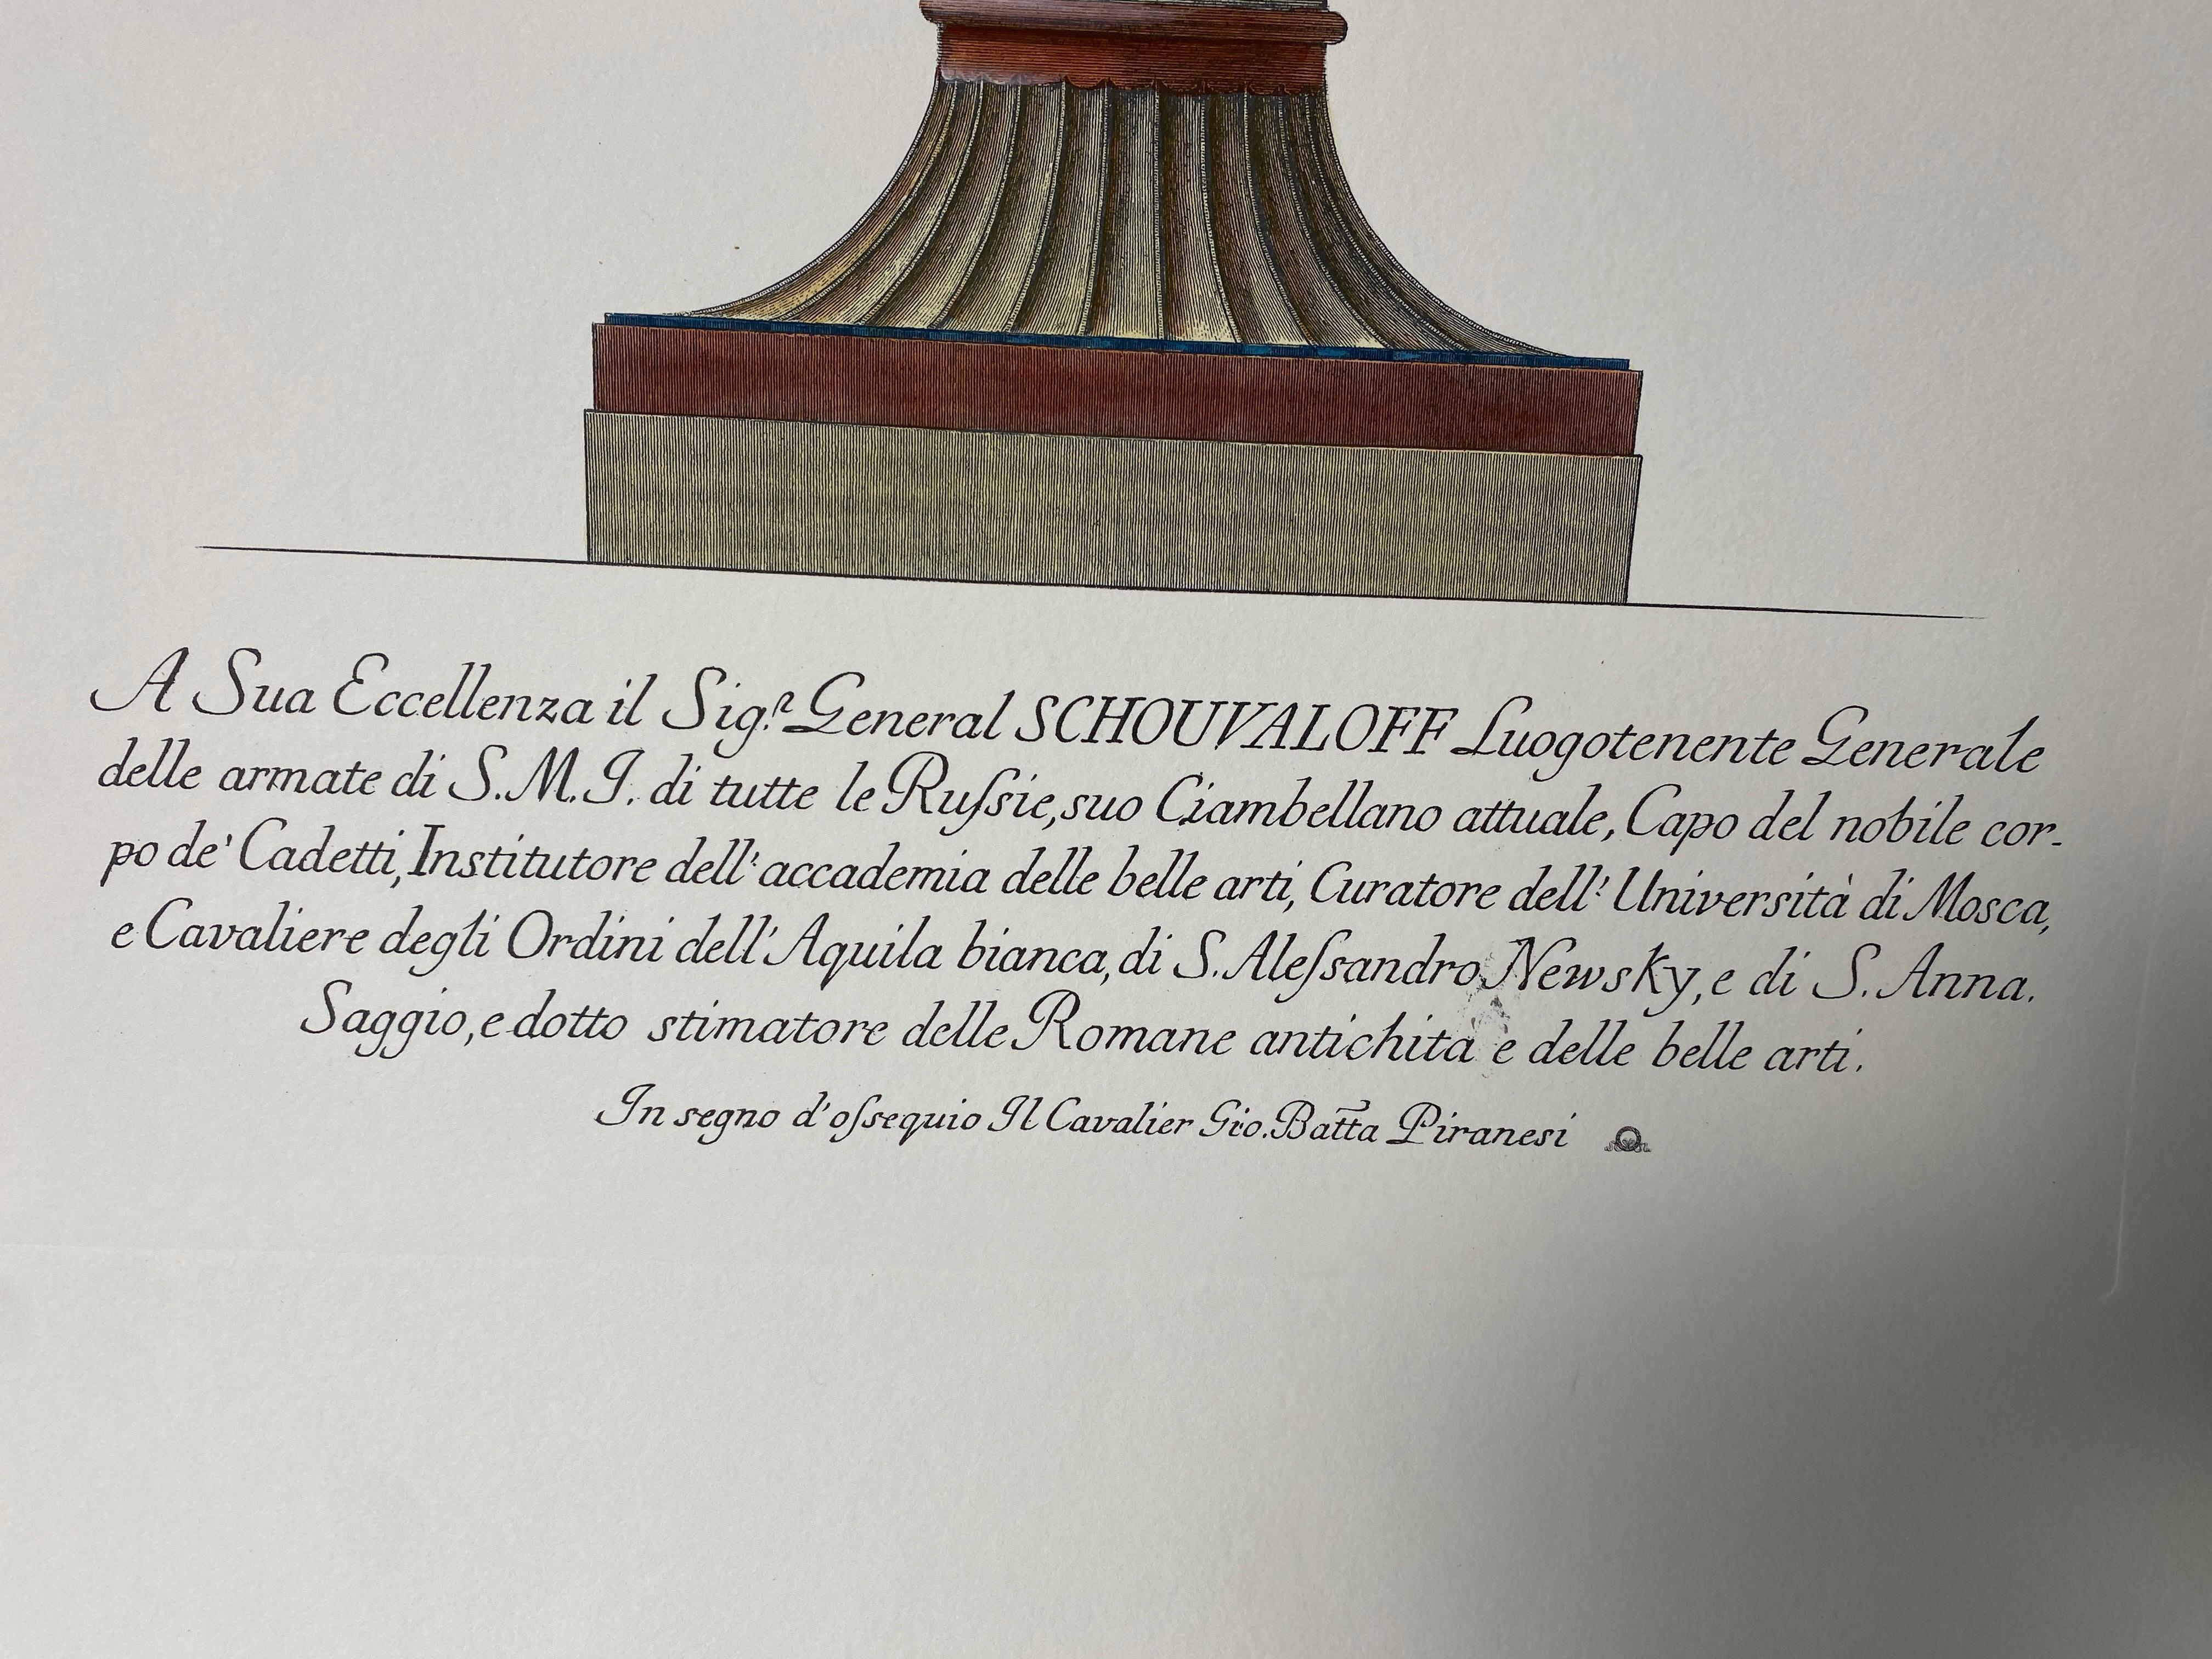 A Sua Eccellenza il Sig.r General SCHOUVALOFF Luogotenente Generale
delle armate di S.M.I. di tutte le Ruſsie, suo Ciambellano attuale, Capo del nobile cor-
po de' Cadetti, Institutore dell' accademia delle belle arti, Curatore dell' Università di Mosca,
e Cavaliere degli Ordini dell' Aquila bianca, di S. Aleſsandro Newsky, e di S. Anna.
Saggio, e dotto stimatore delle Romane antichità e delle belle arti.
In segno d'oſsequio Il Cavalier Gio. Batta Piranesi